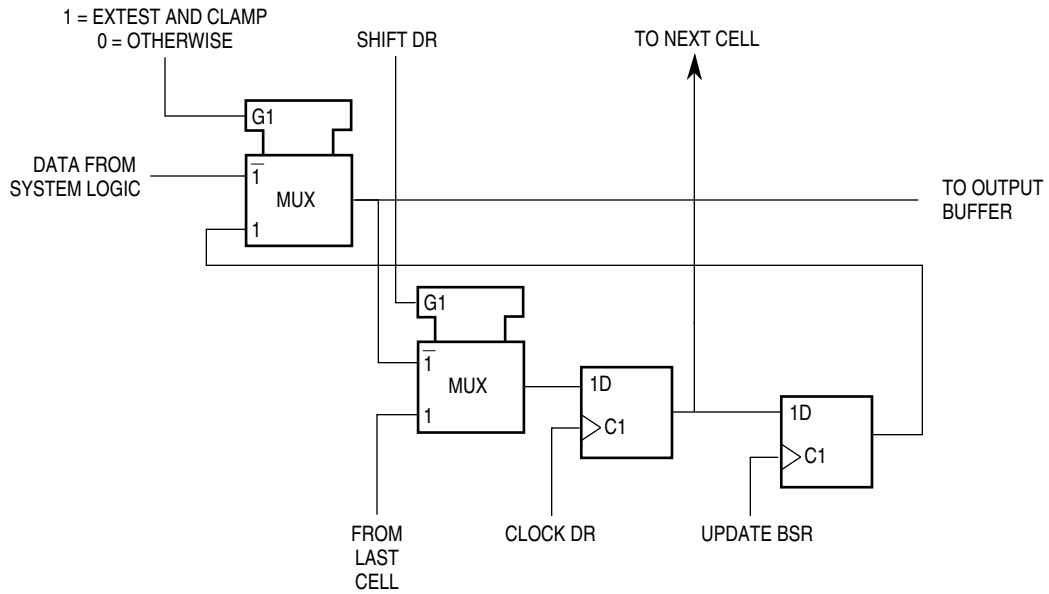 1 = EXTEST AND CLAMP
0 = OTHERWISE
SHIFT DR
TO NEXT CELL
G1
DATA FROM
SYSTEM LOGIC
1
MUX
1
TO OUTPUT
BUFFER
G1
1
MUX
1
1D
C1
1D
C1
FROM
LAST
CELL
CLOCK DR
UPDATE BSR